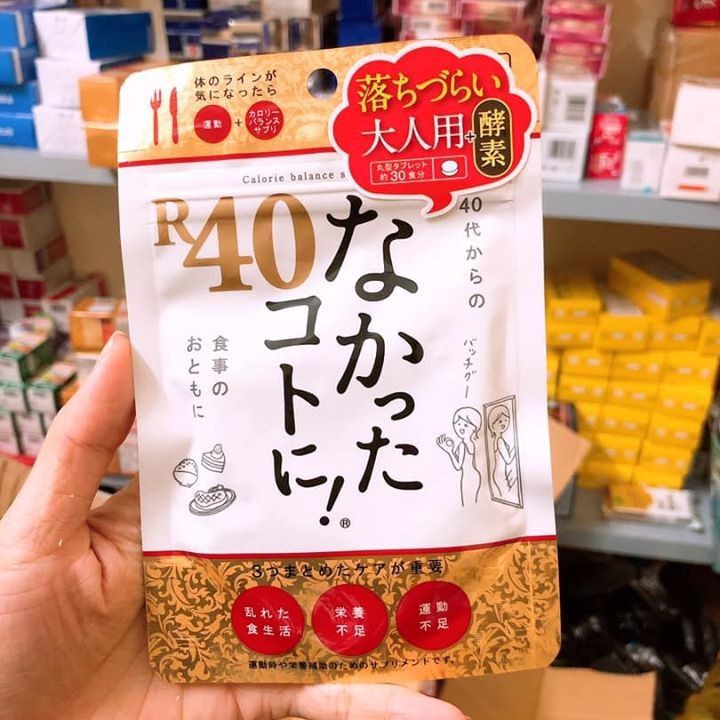 体のラインが
気になったら
運動
+
カロリー
バランス
サプリ
落ちづらい
大人用+酵素
丸型タブレット
約30食分
Calorie balance s
R40
なかった
コトに!®
40代からの
バッチグー
食事の
おともに
3つまとめたケアが重要
乱れた
食生活
栄養
不足
運動
不足
運動時や栄養補助のためのサプリメントです。